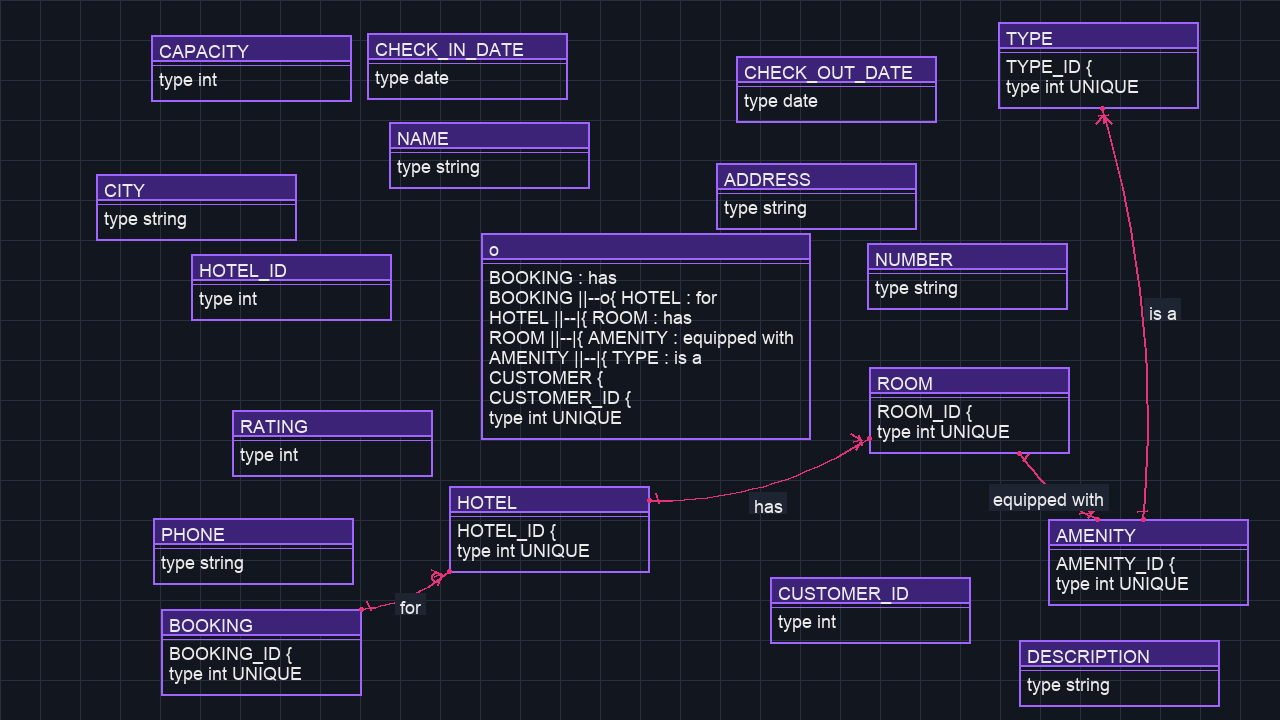 CAPACITY
type int
CHECK_IN_DATE
type date
CHECK_OUT_DATE
type date
TYPE
TYPE_ID {
type int UNIQUE
NAME
type string
CITY
type string
ADDRESS
type string
HOTEL_ID
type int
o
BOOKING : has
BOOKING ||--o{ HOTEL : for
HOTEL ||--|{ ROOM : has
ROOM ||--|{ AMENITY : equipped with
AMENITY ||--|{ TYPE : is a
CUSTOMER {
CUSTOMER_ID {
type int UNIQUE
NUMBER
type string
is a
ROOM
ROOM_ID {
type int UNIQUE
RATING
type int
HOTEL
HOTEL_ID {
type int UNIQUE
has
equipped with
PHONE
type string
AMENITY
AMENITY_ID {
type int UNIQUE
for
BOOKING
BOOKING_ID {
type int UNIQUE
CUSTOMER_ID
type int
DESCRIPTION
type string